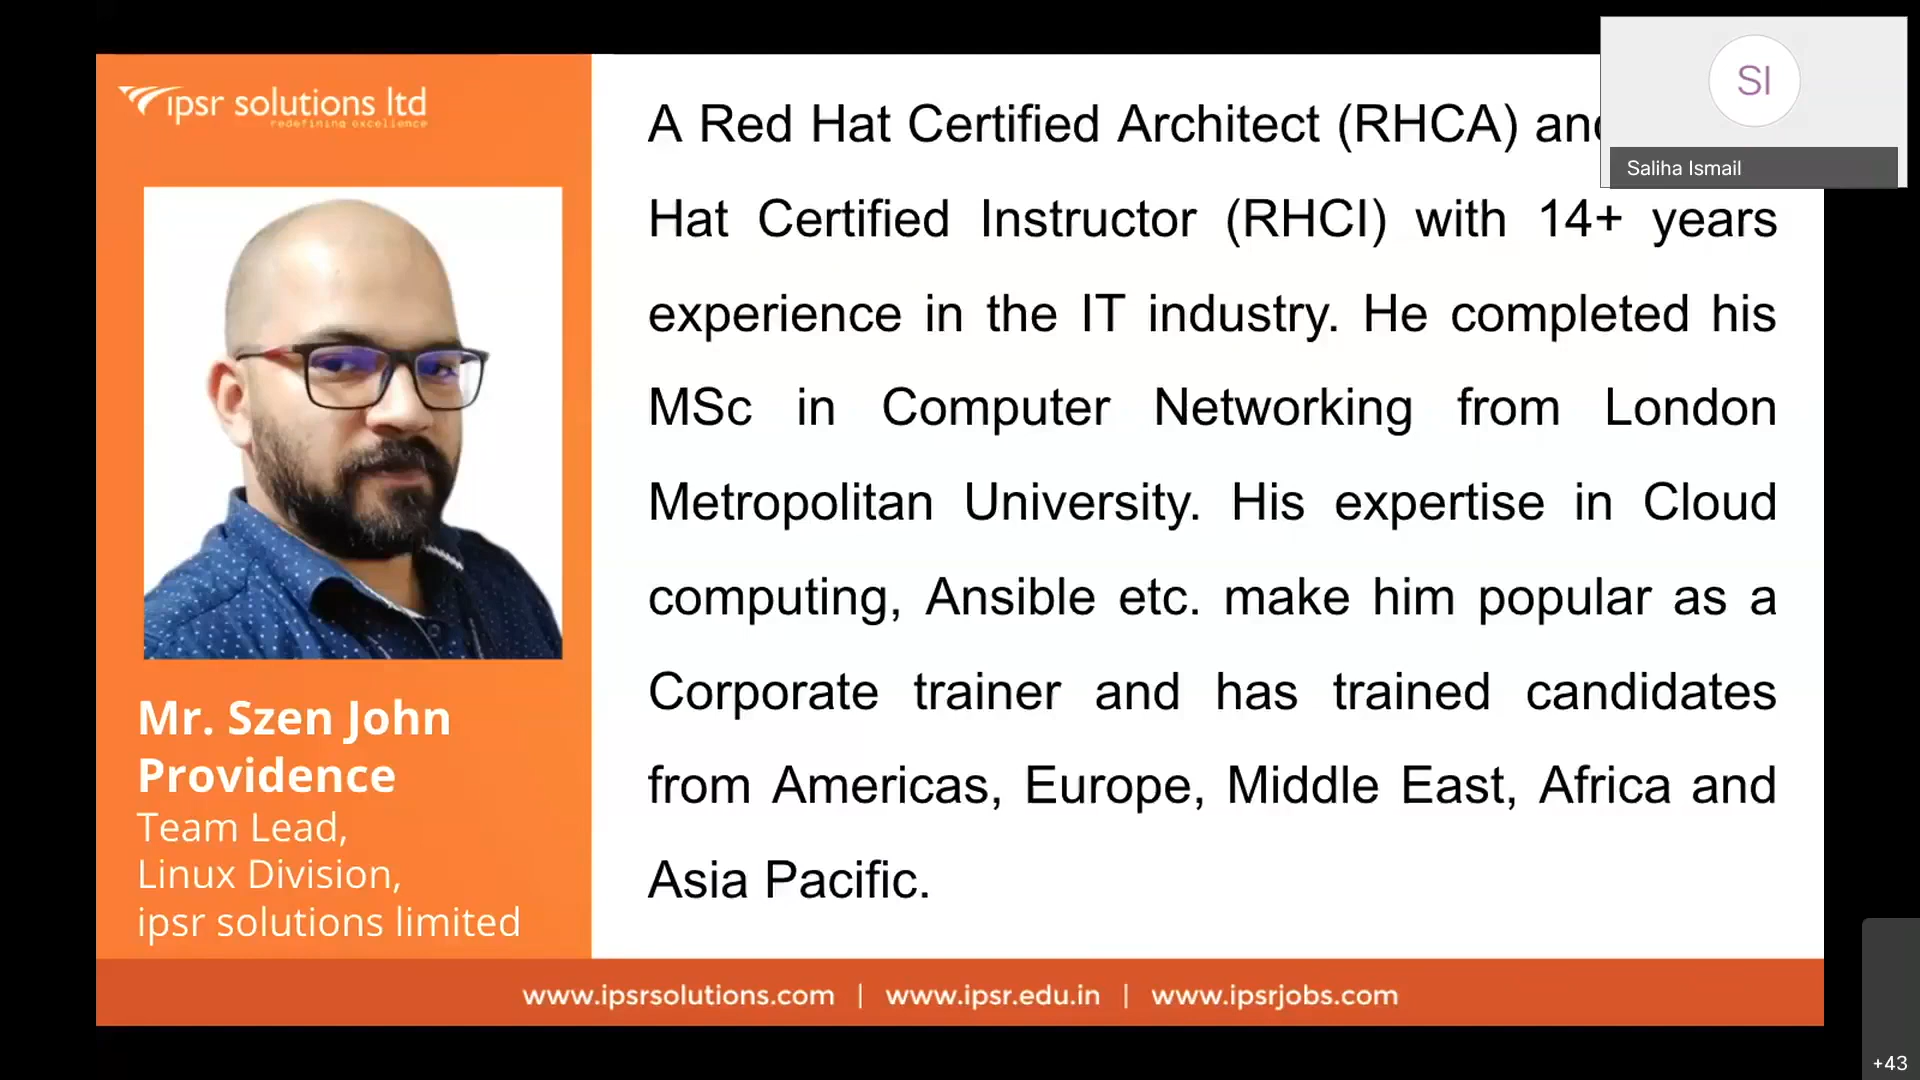 ipsr solutions ltd
redefining excellence
Mr. Szen John
Providence
Team Lead,
Linux Division,
ipsr solutions limited
A Red Hat Certified Architect (RHCA)
Hat Certified Instructor (RHCI) with 14+ years
experience in the IT industry. He completed his
MSc in Computer Networking from London
Metropolitan University. His expertise in Cloud
computing, Ansible etc. make him popular as a
Corporate trainer and has trained candidates
from Americas, Europe, Middle East, Africa and
Asia Pacific.
www.ipsrsolutions.com | www.ipsr.edu.in | www.ipsrjobs.com
SI
Saliha Ismail
+43